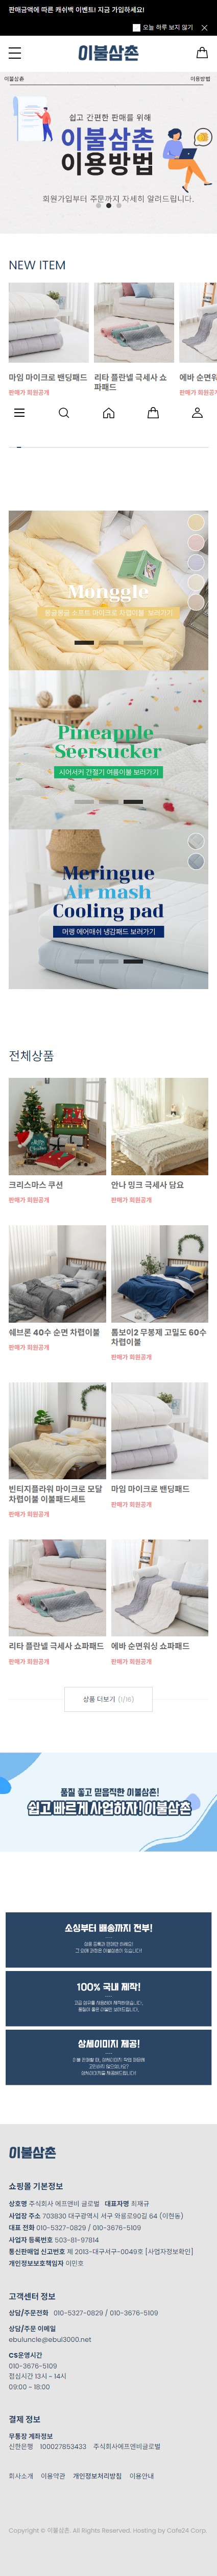 판매금액에 따른 캐쉬백 이벤트! 지금 가입하세요!
오늘 하루 보지 않기
이불삼촌
이불삼촌
이용방법
쉽고 간편한 판매를 위해
이불삼촌
이용방법
회원가입부터 주문까지 자세히 알려드립니다.
NEW ITEM
마임 마이크로 밴딩패드
판매가 회원공개
리타 플란넬 극세사 쇼파패드
에바 순면워
판매가 회원공개
Monggle
몽글몽글 소프트 마이크로 차렵이불 보러가기
Pineapple
Séersucker
시어서커 간절기 여름이불 보러가기
Meringue
Air mash
Cooling pad
머랭 에어매쉬 냉감패드 보러가기
전체상품
크리스마스 쿠션
판매가 회원공개
안나 밍크 극세사 담요
판매가 회원공개
쉐브론 40수 순면 차렵이불
판매가 회원공개
톰보이2 무봉제 고밀도 60수 차렵이불
판매가 회원공개
빈티지플라워 마이크로 모달 차렵이불 이불패드세트
판매가 회원공개
마임 마이크로 밴딩패드
판매가 회원공개
리타 플란넬 극세사 쇼파패드
판매가 회원공개
에바 순면워싱 쇼파패드
판매가 회원공개
상품 더보기 (1/16)
품질 좋고 믿음직한 이불삼촌!
쉽고 빠르게 사업하자! 이불삼촌
소싱부터 배송까지 전부!
100% 국내 제작!
상세이미지 제공!
이불삼촌
쇼핑몰 기본정보
상호명 주식회사 에프앤비 글로벌 대표자명 최재규
사업장 주소 703830 대구광역시 서구 와룡로90길 64 (이현동)
대표 전화 010-5327-0829 / 010-3676-5109
사업자 등록번호 503-81-97814
통신판매업 신고번호 제 2013-대구서구-0049호 [사업자정보확인]
개인정보보호책임자 이민호
고객센터 정보
상담/주문전화 010-5327-0829 / 010-3676-5109
상담/주문 이메일
ebuluncle@ebul3000.net
CS운영시간
010-3676-5109
점심시간 13시 ~ 14시
09:00 ~ 18:00
결제 정보
무통장 계좌정보
신한은행 100027853433 주식회사에프엔비글로벌
회사소개 이용약관 개인정보처리방침 이용안내
Copyright © 이불삼촌. All Rights Reserved. Hosting by Cafe24 Corp.